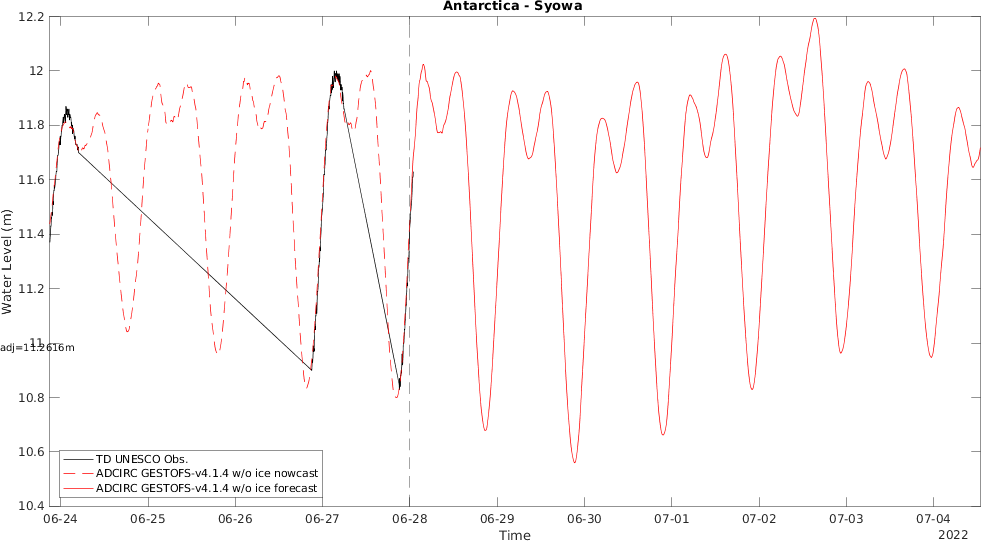 Antarctica - Syowa
12.2
12
11.8
11.6
11.4
11.2
11
10.8
10.6
10.4
Water Level (m)
adj=11.2616m
TD UNESCO Obs.
ADCIRC GESTOFS-v4.1.4 w/o ice nowcast
ADCIRC GESTOFS-v4.1.4 w/o ice forecast
06-24 06-25 06-26 06-27 06-28 06-29 06-30 07-01 07-02 07-03 07-04
Time
2022